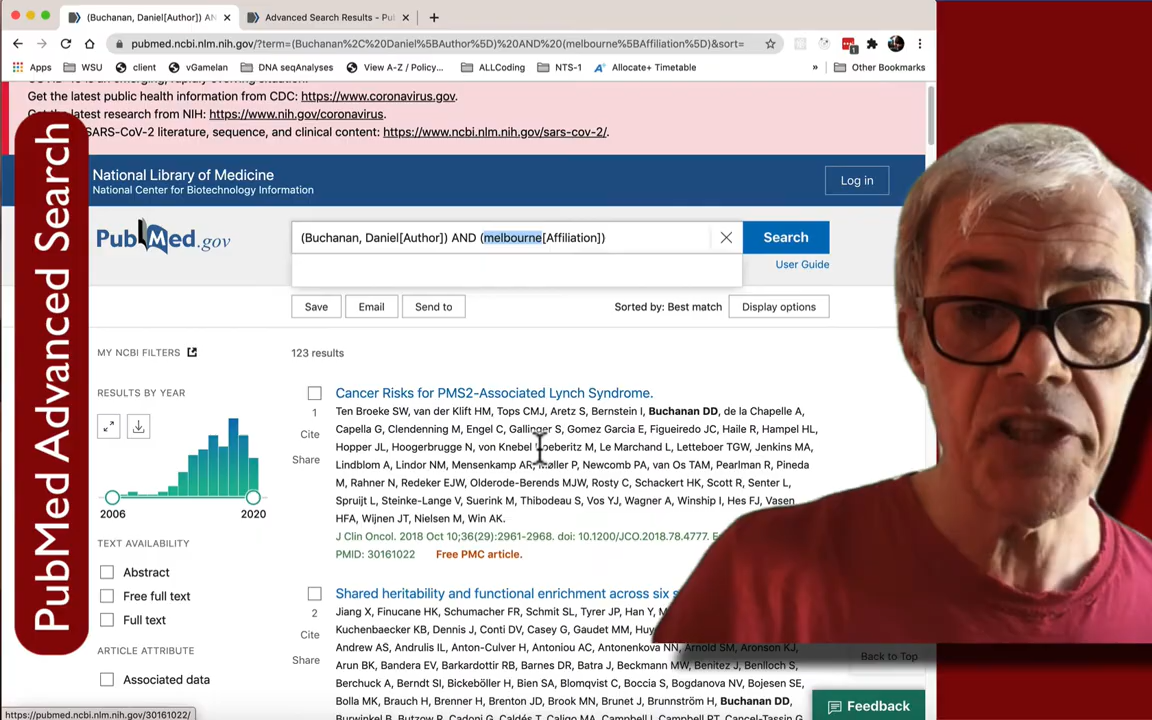 (Buchanan, Daniel[Author]) AN
Advanced Search Results - Pu
pubmed.ncbi.nlm.nih.gov/?term=(Buchanan%2C%20Daniel%5BAuthor%5D)%20AND%20(melbourne%5BAffiliation%5D)&sort=
Apps WSU client vGamelan DNA seqAnalyses View A-Z / Policy... ALLCoding NTS-1 Allocate+ Timetable » Other Bookmarks
Get the latest public health information from CDC: https://www.coronavirus.gov.
Get the latest research from NIH: https://www.nih.gov/coronavirus.
SARS-CoV-2 literature, sequence, and clinical content: https://www.ncbi.nlm.nih.gov/sars-cov-2/.
PubMed Advanced Search
National Library of Medicine
National Center for Biotechnology Information
Log in
PubMed.gov
(Buchanan, Daniel[Author]) AND (melbourne[Affiliation])
Search
User Guide
Save Email Send to
Sorted by: Best match Display options
MY NCBI FILTERS
123 results
RESULTS BY YEAR
2006 2020
TEXT AVAILABILITY
Abstract
Free full text
Full text
ARTICLE ATTRIBUTE
Associated data
1
Cite
Share
Cancer Risks for PMS2-Associated Lynch Syndrome.
Ten Broeke SW, van der Klift HM, Tops CMJ, Aretz S, Bernstein I, Buchanan DD, de la Chapelle A,
Capella G, Clendenning M, Engel C, Gallinger S, Gomez Garcia E, Figueiredo JC, Haile R, Hampel HL,
Hopper JL, Hoogerbrugge N, von Knebel Loeberitz M, Le Marchand L, Letteboer TGW, Jenkins MA,
Lindblom A, Lindor NM, Mensenkamp AR, Møller P, Newcomb PA, van Os TAM, Pearlman R, Pineda
M, Rahner N, Redeker EJW, Olderode-Berends MJW, Rosty C, Schackert HK, Scott R, Senter L,
Spruijt L, Steinke-Lange V, Suerink M, Thibodeau S, Vos YJ, Wagner A, Winship I, Hes FJ, Vasen
HFA, Wijnen JT, Nielsen M, Win AK.
J Clin Oncol. 2018 Oct 10;36(29):2961-2968. doi: 10.1200/JCO.2018.78.4777.
PMID: 30161022 Free PMC article.
2
Cite
Share
Shared heritability and functional enrichment across six s
Jiang X, Finucane HK, Schumacher FR, Schmit SL, Tyrer JP, Han Y,
Kuchenbaecker KB, Dennis J, Conti DV, Casey G, Gaudet MM,
Andrew AS, Andrulis IL, Anton-Culver H, Antoniou AC, Antonenkova
Arun BK, Bandera EV, Barkardottir RB, Barnes DR, Batra J, Beckmann MW, Benitez J, Benlloch S,
Berchuck A, Berndt SI, Bickeböller H, Bien SA, Blomqvist C, Boccia S, Bogdanova NV, Bojesen SE,
Bolla MK, Brauch H, Brenner H, Brenton JD, Brook MN, Brunet J, Brunnström H, Buchanan DD,
Back to Top
Feedback
https://pubmed.ncbi.nlm.nih.gov/30161022/